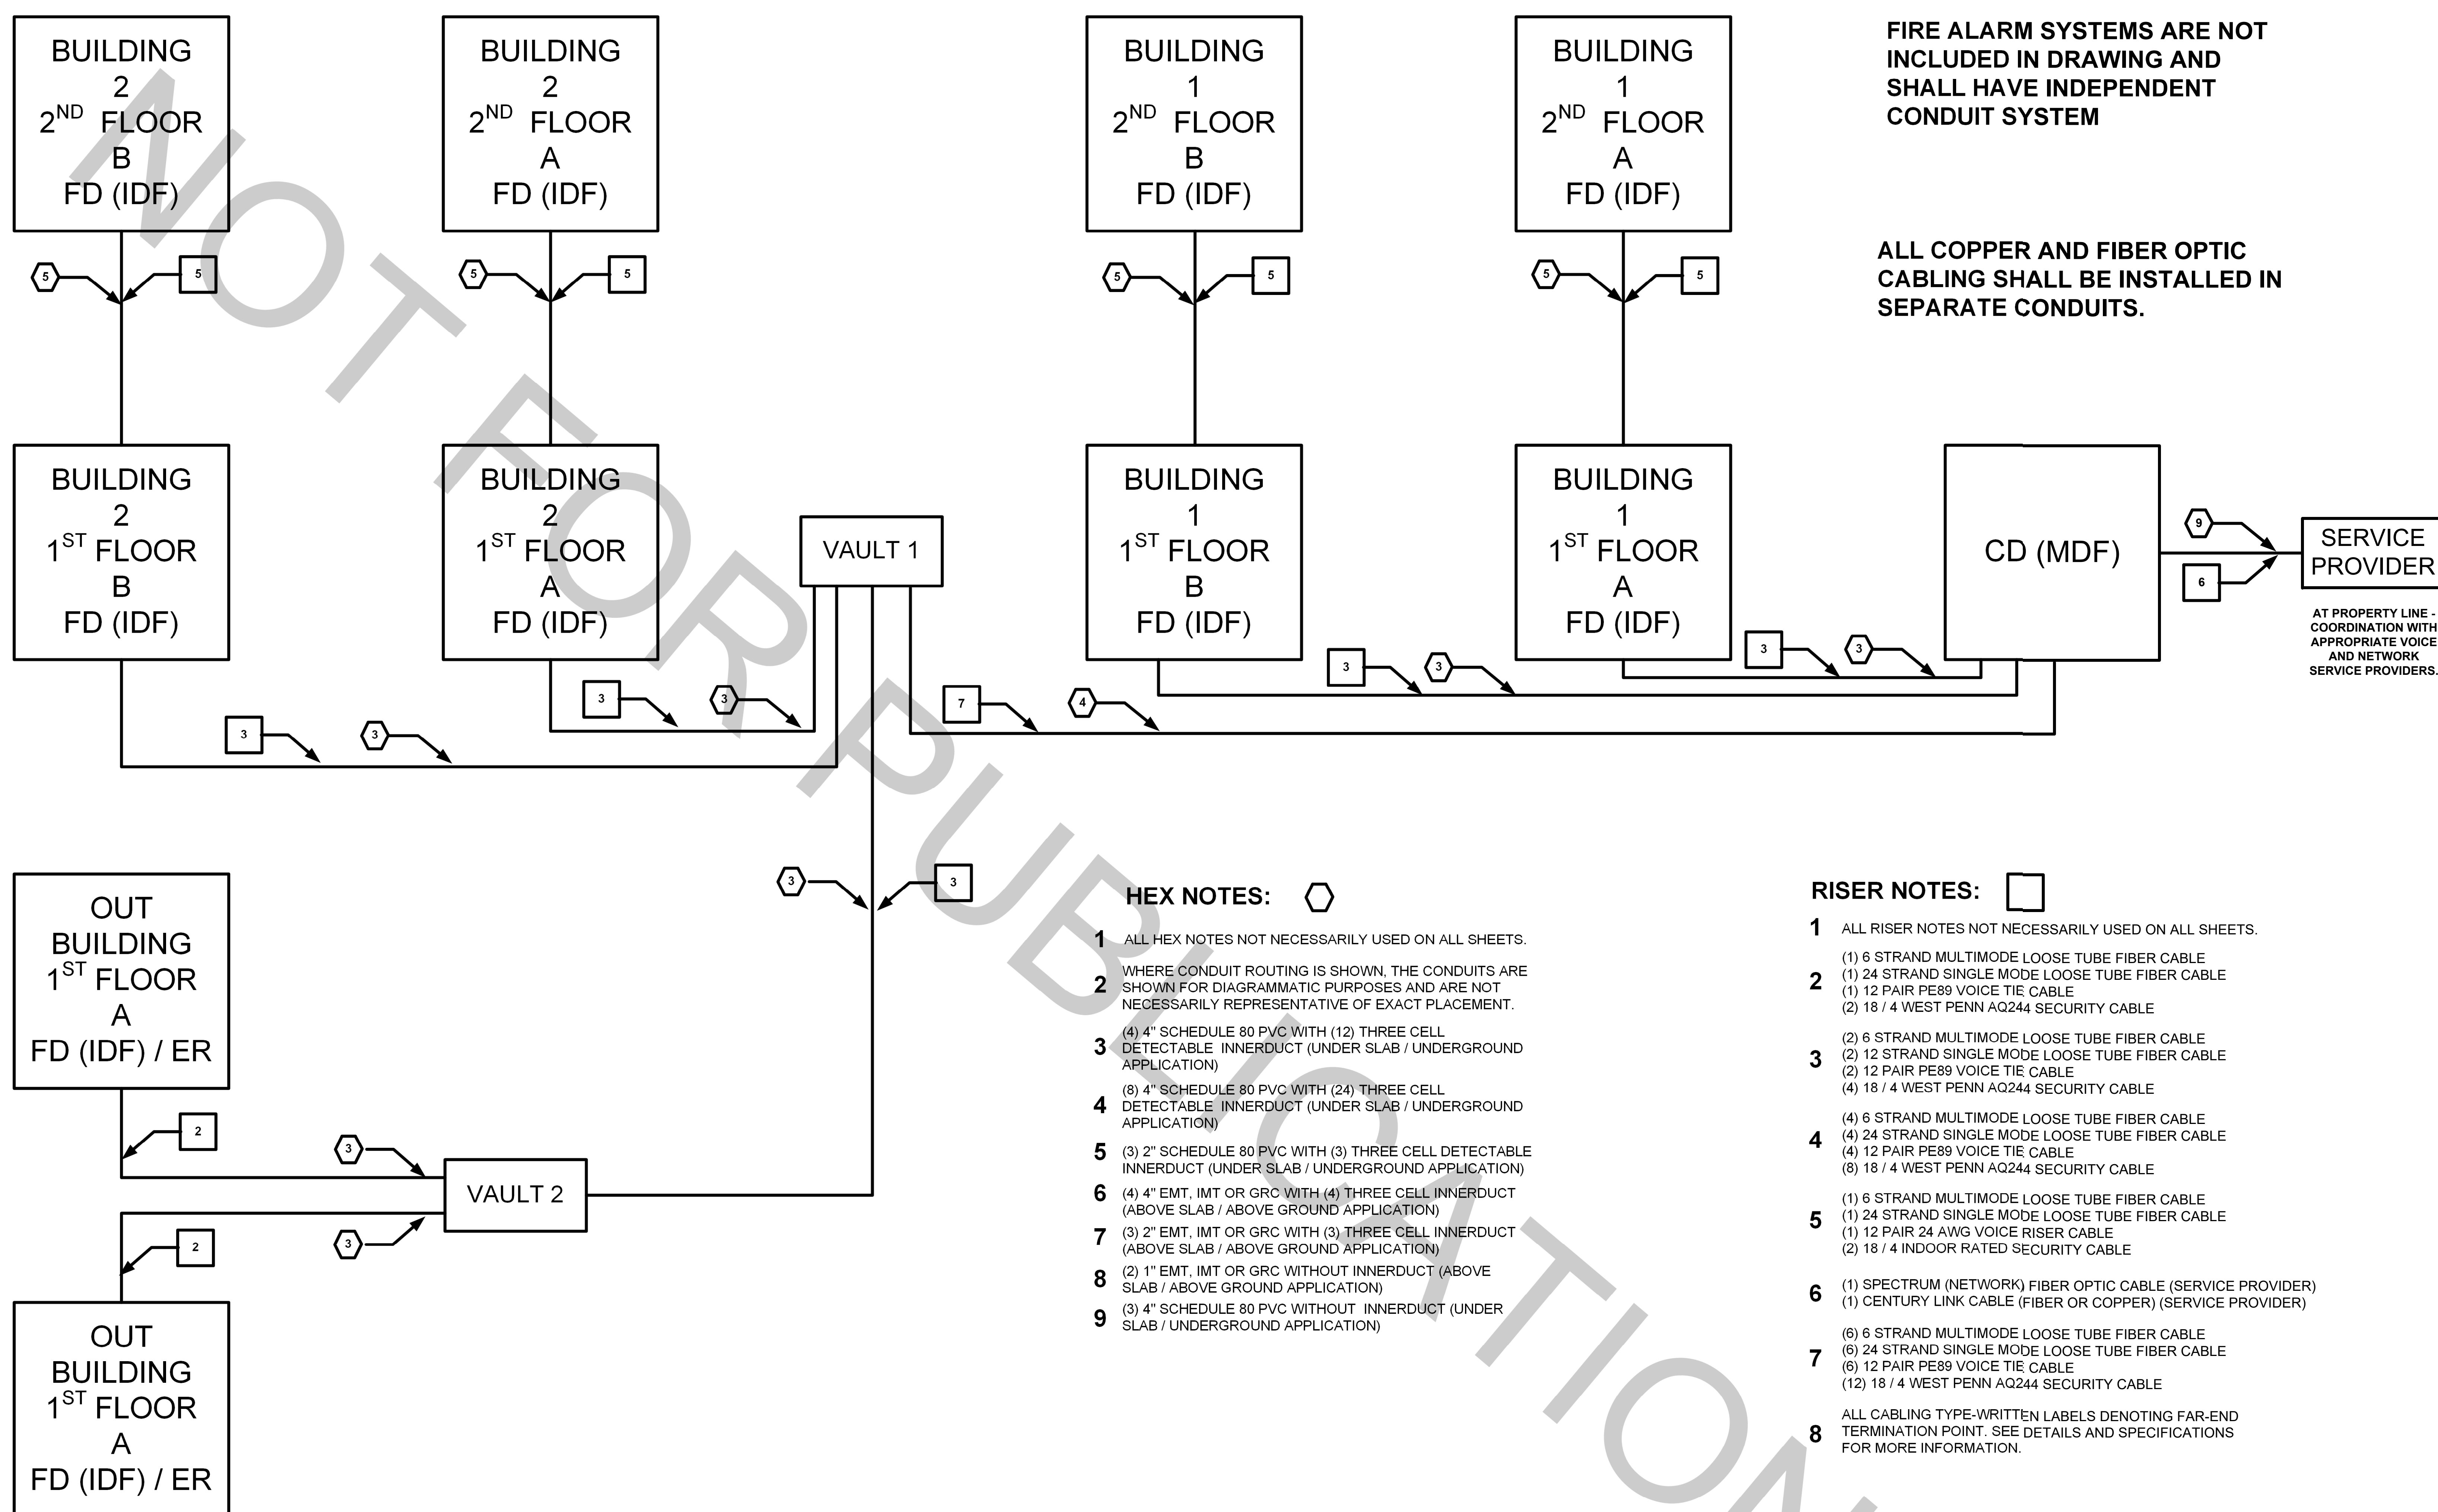 BUILDING
2
2ND FLOOR
B
FD (IDF)
BUILDING
2
2ND FLOOR
A
FD (IDF)
BUILDING
1
2ND FLOOR
B
FD (IDF)
BUILDING
1
2ND FLOOR
A
FD (IDF)
FIRE ALARM SYSTEMS ARE NOT
INCLUDED IN DRAWING AND
SHALL HAVE INDEPENDENT
CONDUIT SYSTEM
ALL COPPER AND FIBER OPTIC
CABLING SHALL BE INSTALLED IN
SEPARATE CONDUITS.
5
5
5
5
5
5
5
5
BUILDING
2
1ST FLOOR
B
FD (IDF)
BUILDING
2
1ST FLOOR
A
FD (IDF)
VAULT 1
BUILDING
1
1ST FLOOR
B
FD (IDF)
BUILDING
1
1ST FLOOR
A
FD (IDF)
CD (MDF)
9
6
SERVICE
PROVIDER
AT PROPERTY LINE -
COORDINATION WITH
APPROPRIATE VOICE
AND NETWORK
SERVICE PROVIDERS.
3
3
3
3
3
3
7
4
3
3
3
3
OUT
BUILDING
1ST FLOOR
A
FD (IDF) / ER
2
3
VAULT 2
2
3
OUT
BUILDING
1ST FLOOR
A
FD (IDF) / ER
HEX NOTES:
1 ALL HEX NOTES NOT NECESSARILY USED ON ALL SHEETS.
2 WHERE CONDUIT ROUTING IS SHOWN, THE CONDUITS ARE
SHOWN FOR DIAGRAMMATIC PURPOSES AND ARE NOT
NECESSARILY REPRESENTATIVE OF EXACT PLACEMENT.
3 (4) 4" SCHEDULE 80 PVC WITH (12) THREE CELL
DETECTABLE INNERDUCT (UNDER SLAB / UNDERGROUND
APPLICATION)
4 (8) 4" SCHEDULE 80 PVC WITH (24) THREE CELL
DETECTABLE INNERDUCT (UNDER SLAB / UNDERGROUND
APPLICATION)
5 (3) 2" SCHEDULE 80 PVC WITH (3) THREE CELL DETECTABLE
INNERDUCT (UNDER SLAB / UNDERGROUND APPLICATION)
6 (4) 4" EMT, IMT OR GRC WITH (4) THREE CELL INNERDUCT
(ABOVE SLAB / ABOVE GROUND APPLICATION)
7 (3) 2" EMT, IMT OR GRC WITH (3) THREE CELL INNERDUCT
(ABOVE SLAB / ABOVE GROUND APPLICATION)
8 (2) 1" EMT, IMT OR GRC WITHOUT INNERDUCT (ABOVE
SLAB / ABOVE GROUND APPLICATION)
9 (3) 4" SCHEDULE 80 PVC WITHOUT INNERDUCT (UNDER
SLAB / UNDERGROUND APPLICATION)
RISER NOTES:
1 ALL RISER NOTES NOT NECESSARILY USED ON ALL SHEETS.
2 (1) 6 STRAND MULTIMODE LOOSE TUBE FIBER CABLE
(1) 24 STRAND SINGLE MODE LOOSE TUBE FIBER CABLE
(1) 12 PAIR PE89 VOICE TIE CABLE
(2) 18 / 4 WEST PENN AQ244 SECURITY CABLE
3 (2) 6 STRAND MULTIMODE LOOSE TUBE FIBER CABLE
(2) 12 STRAND SINGLE MODE LOOSE TUBE FIBER CABLE
(2) 12 PAIR PE89 VOICE TIE CABLE
(4) 18 / 4 WEST PENN AQ244 SECURITY CABLE
4 (4) 6 STRAND MULTIMODE LOOSE TUBE FIBER CABLE
(4) 24 STRAND SINGLE MODE LOOSE TUBE FIBER CABLE
(4) 12 PAIR PE89 VOICE TIE CABLE
(8) 18 / 4 WEST PENN AQ244 SECURITY CABLE
5 (1) 6 STRAND MULTIMODE LOOSE TUBE FIBER CABLE
(1) 24 STRAND SINGLE MODE LOOSE TUBE FIBER CABLE
(1) 12 PAIR 24 AWG VOICE RISER CABLE
(2) 18 / 4 INDOOR RATED SECURITY CABLE
6 (1) SPECTRUM (NETWORK) FIBER OPTIC CABLE (SERVICE PROVIDER)
(1) CENTURY LINK CABLE (FIBER OR COPPER) (SERVICE PROVIDER)
7 (6) 6 STRAND MULTIMODE LOOSE TUBE FIBER CABLE
(6) 24 STRAND SINGLE MODE LOOSE TUBE FIBER CABLE
(6) 12 PAIR PE89 VOICE TIE CABLE
(12) 18 / 4 WEST PENN AQ244 SECURITY CABLE
8 ALL CABLING TYPE-WRITTEN LABELS DENOTING FAR-END
TERMINATION POINT. SEE DETAILS AND SPECIFICATIONS
FOR MORE INFORMATION.
NOT FOR PUBLICATION